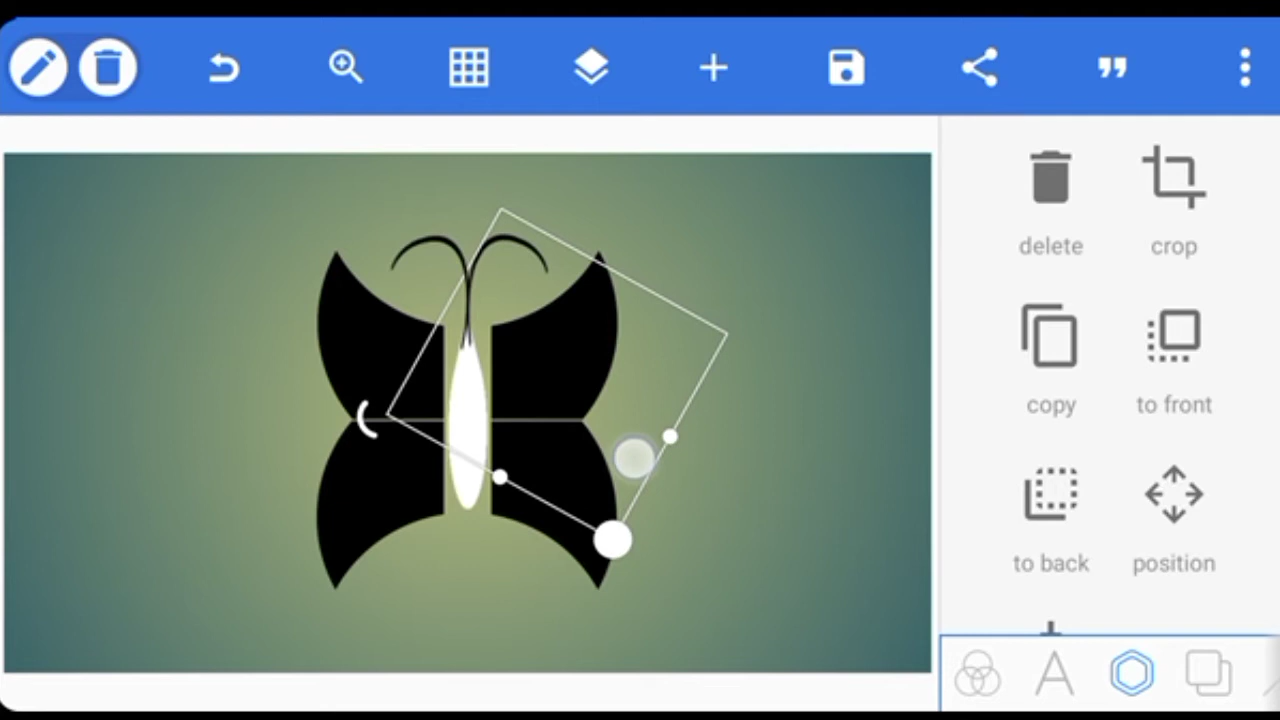 delete
crop
copy
to front
to back
position
A